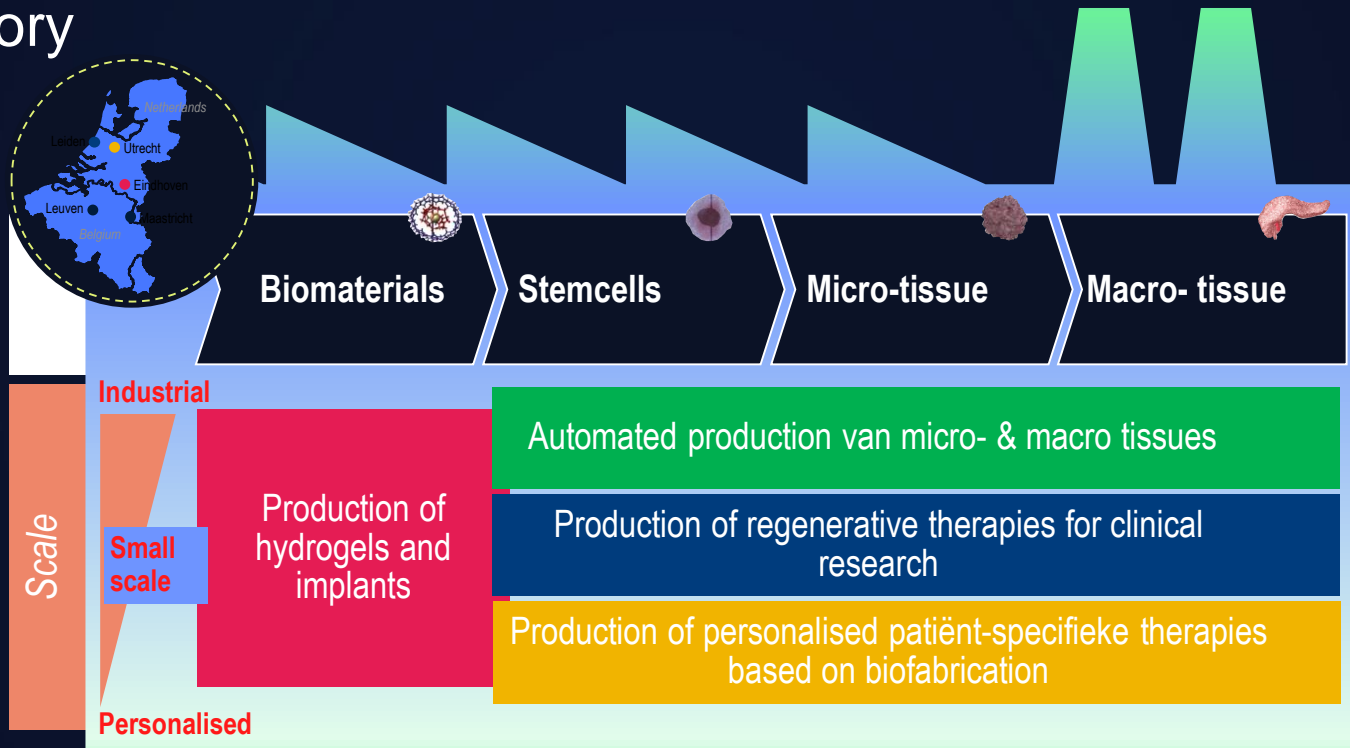 ory
Netherlands
Leiden
Utrecht
Eindhoven
Leuven
Maastricht
Belgium
Biomaterials
Stemcells
Micro-tissue
Macro- tissue
Scale
Industrial
Small
scale
Personalised
Production of
hydrogels and
implants
Automated production van micro- & macro tissues
Production of regenerative therapies for clinical
research
Production of personalised patiënt-specifieke therapies
based on biofabrication